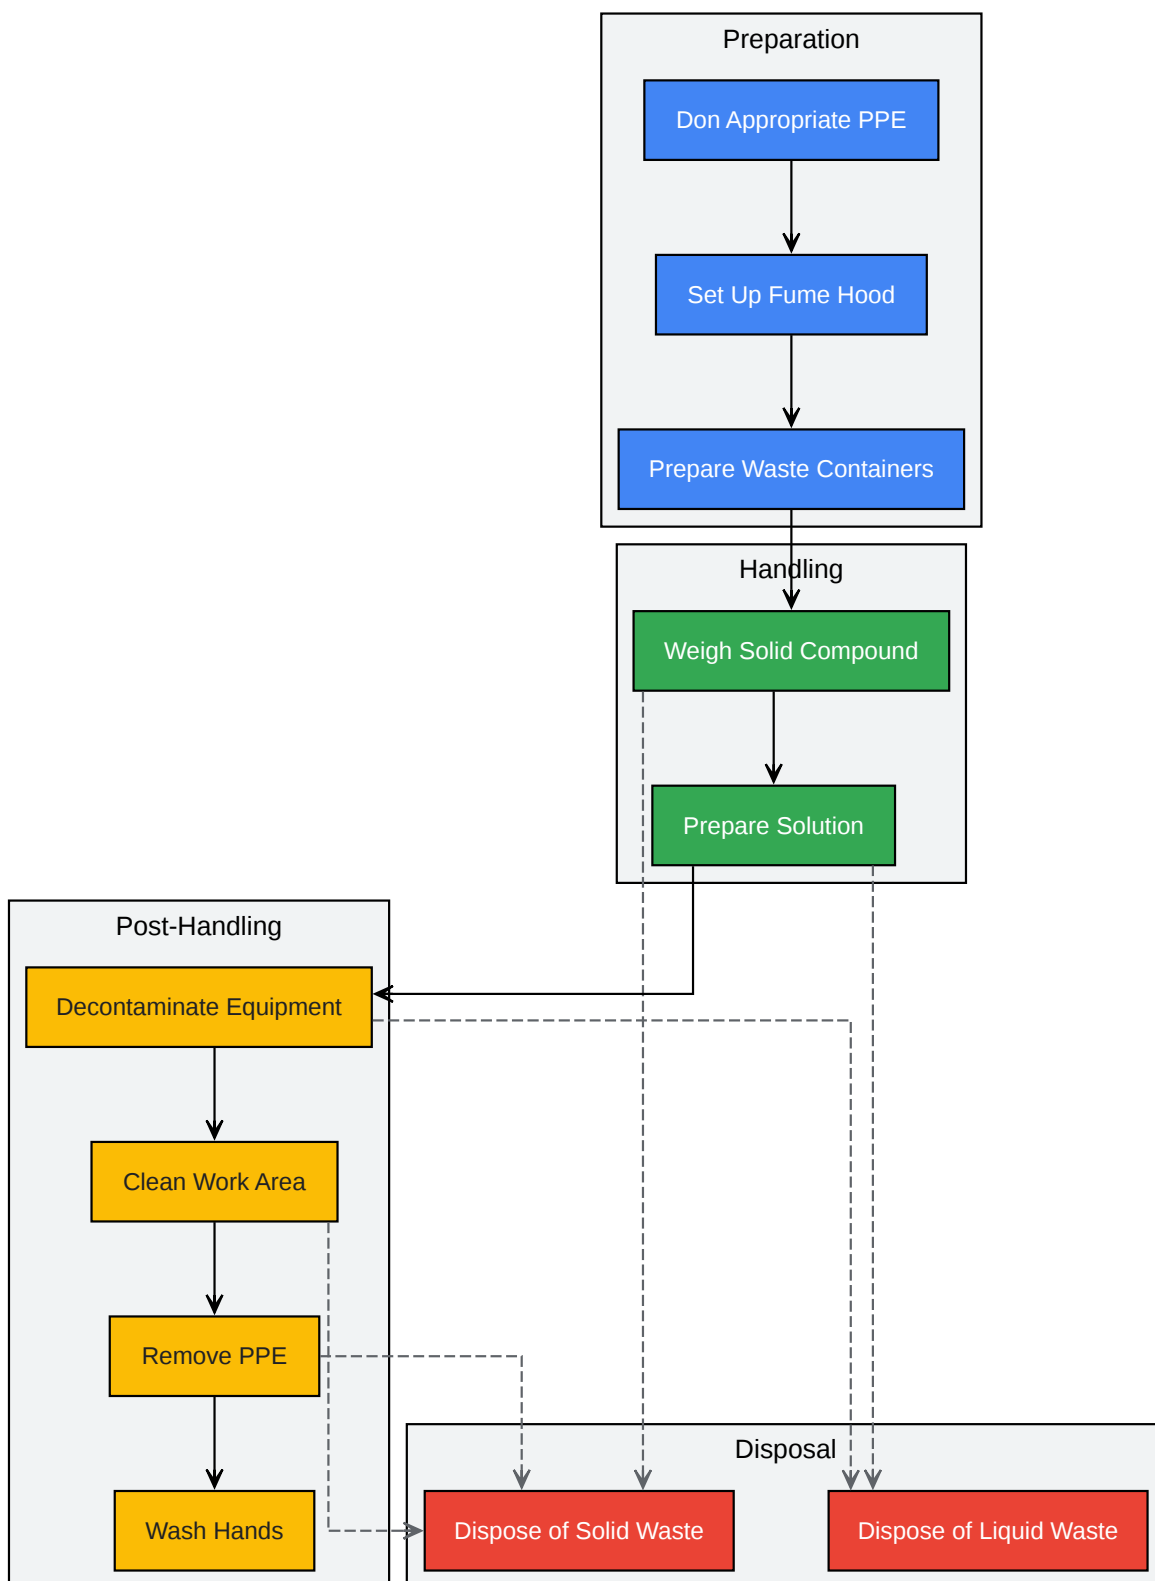 Preparation
Don Appropriate PPE
Set Up Fume Hood
Prepare Waste Containers
Handling
Weigh Solid Compound
Prepare Solution
Post-Handling
Decontaminate Equipment
Clean Work Area
Remove PPE
Wash Hands
Disposal
Dispose of Solid Waste
Dispose of Liquid Waste